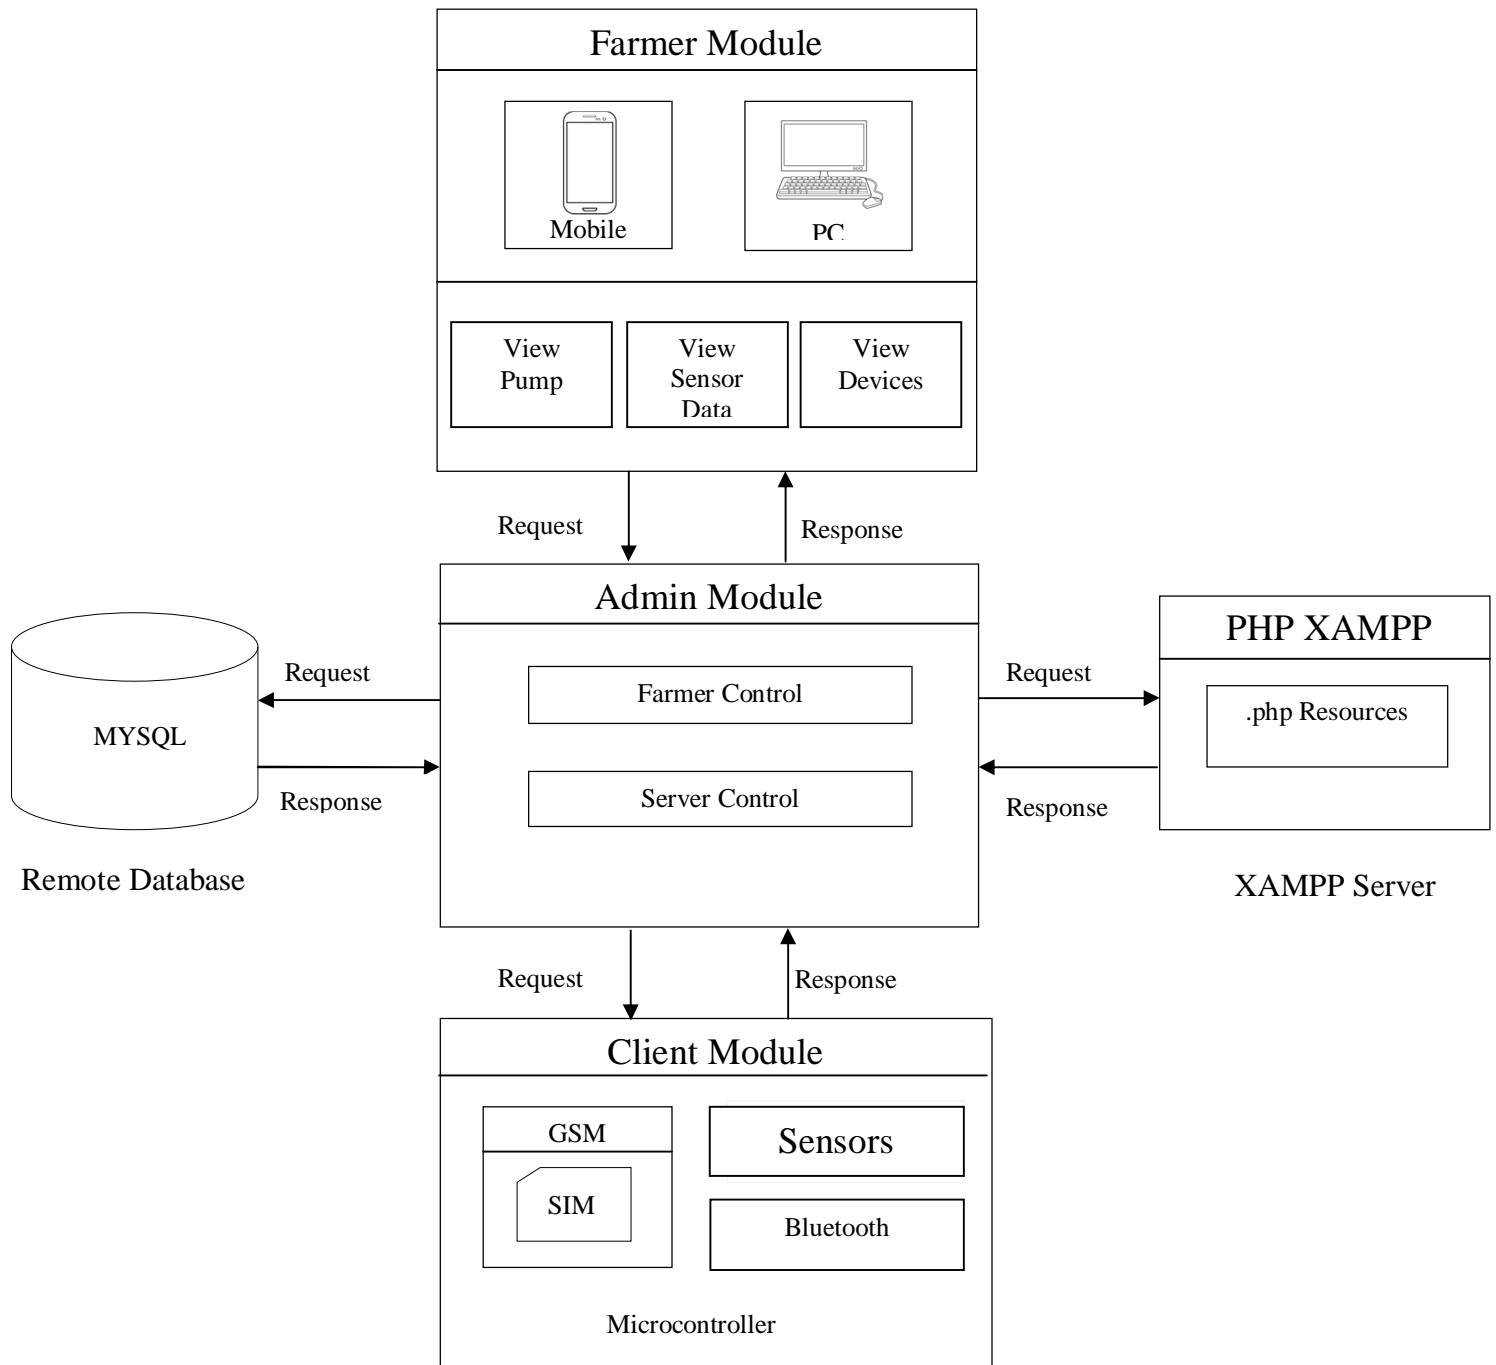 Farmer Module
Mobile
PC
View
Pump
View
Sensor
Data
View
Devices
Request
Response
Admin Module
Farmer Control
Server Control
Request
Response
MYSQL
Remote Database
Request
Response
PHP XAMPP
.php Resources
XAMPP Server
Request
Response
Client Module
GSM
SIM
Sensors
Bluetooth
Microcontroller